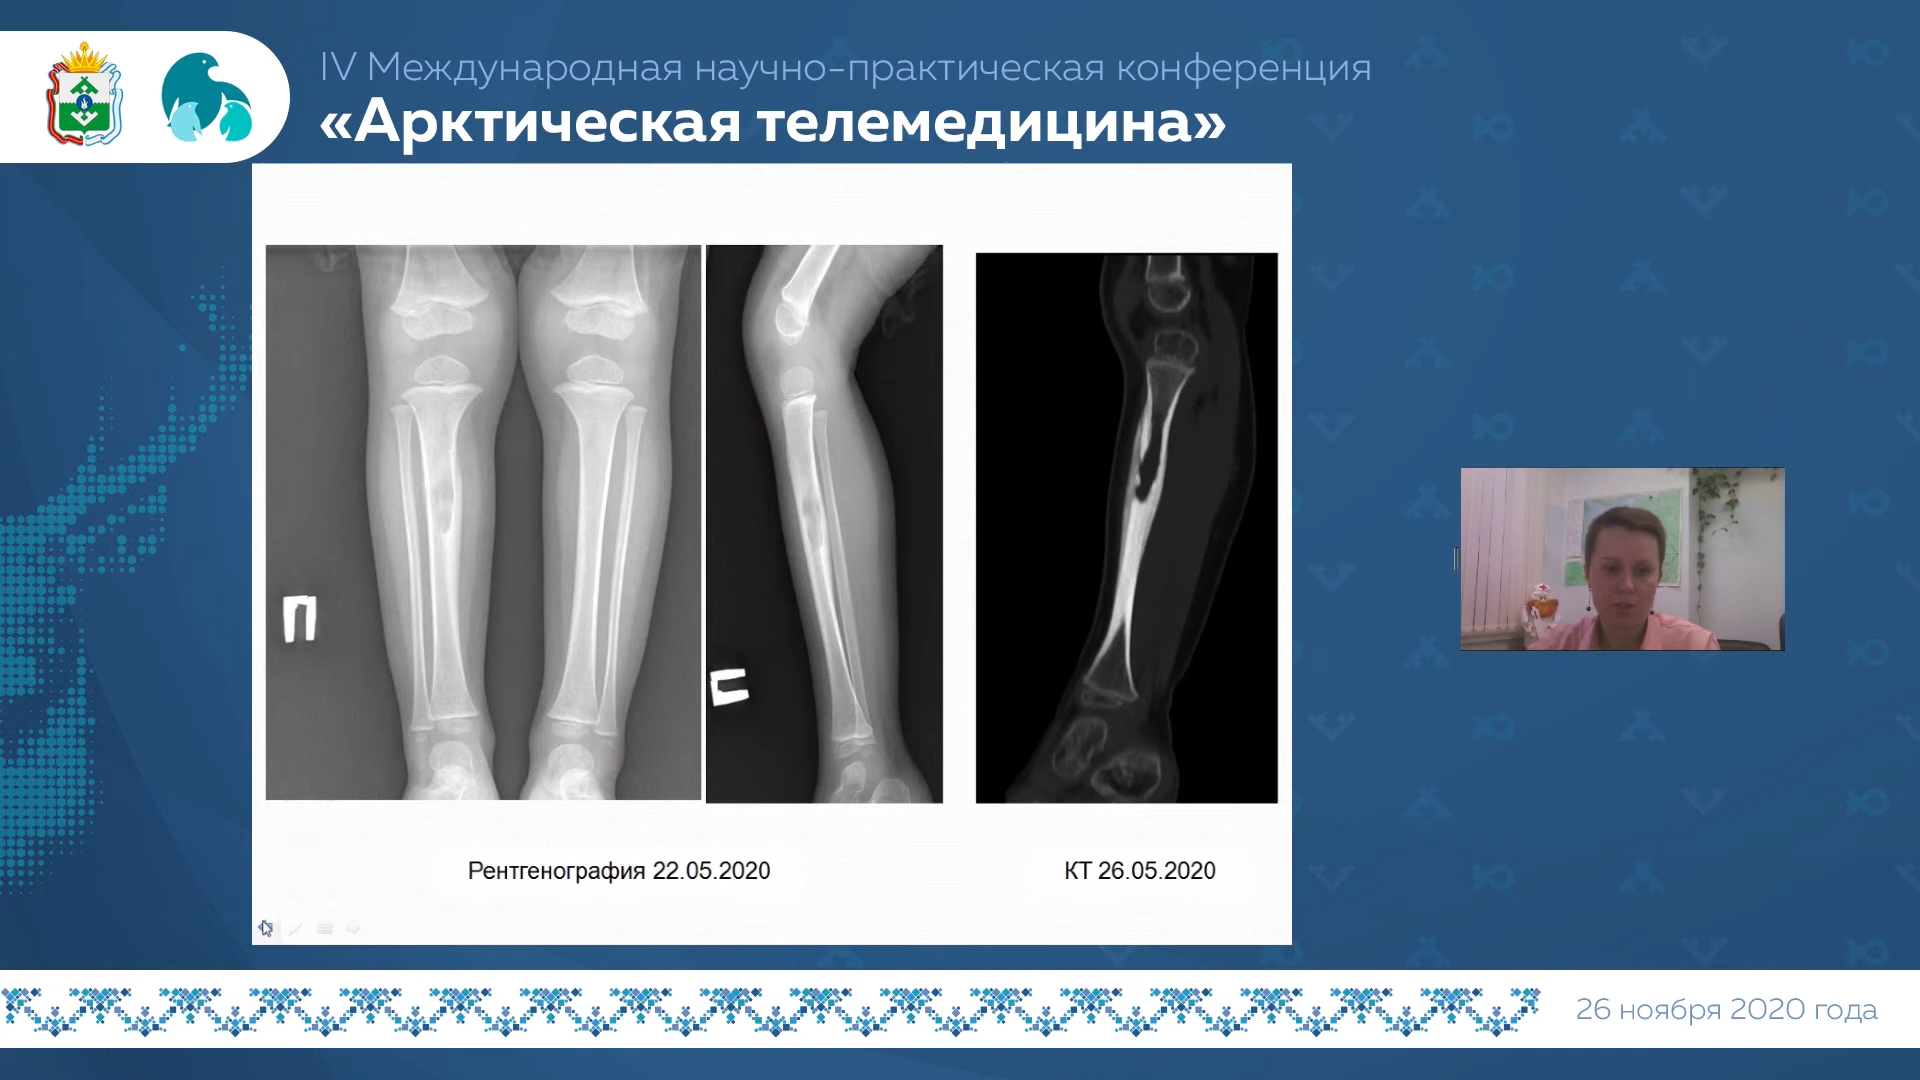 IV Международная научно-практическая конференция
«Арктическая телемедицина»
П
П
Рентгенография 22.05.2020
КТ 26.05.2020
26 ноября 2020 года